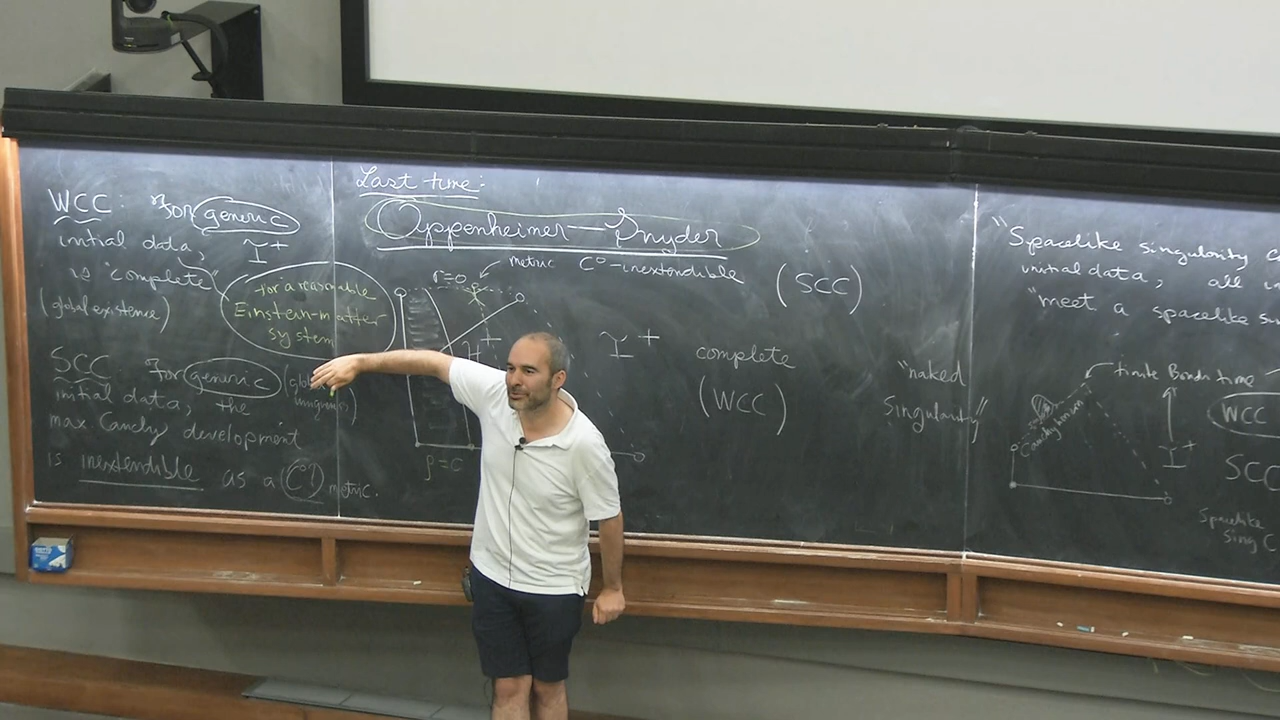 WCC: "For generic
initial data, I+
is "complete"
(global existence)
for a reasonable
Einstein-matter
system
SCC For generic
initial data, the
max Cauchy development
is inextendible as a C0 metric.
Last time:
Oppenheimer–Snyder
r=0 metric C0-inextendible (SCC)
H+
I+ complete
(WCC)
ρ=c
"naked
singularity"
"Spacelike singularity c
initial data, all in
"meet a spacelike si
finite Bondi time
Cauchy horizon
I+
WCC
SCC
Spacelike
sing C